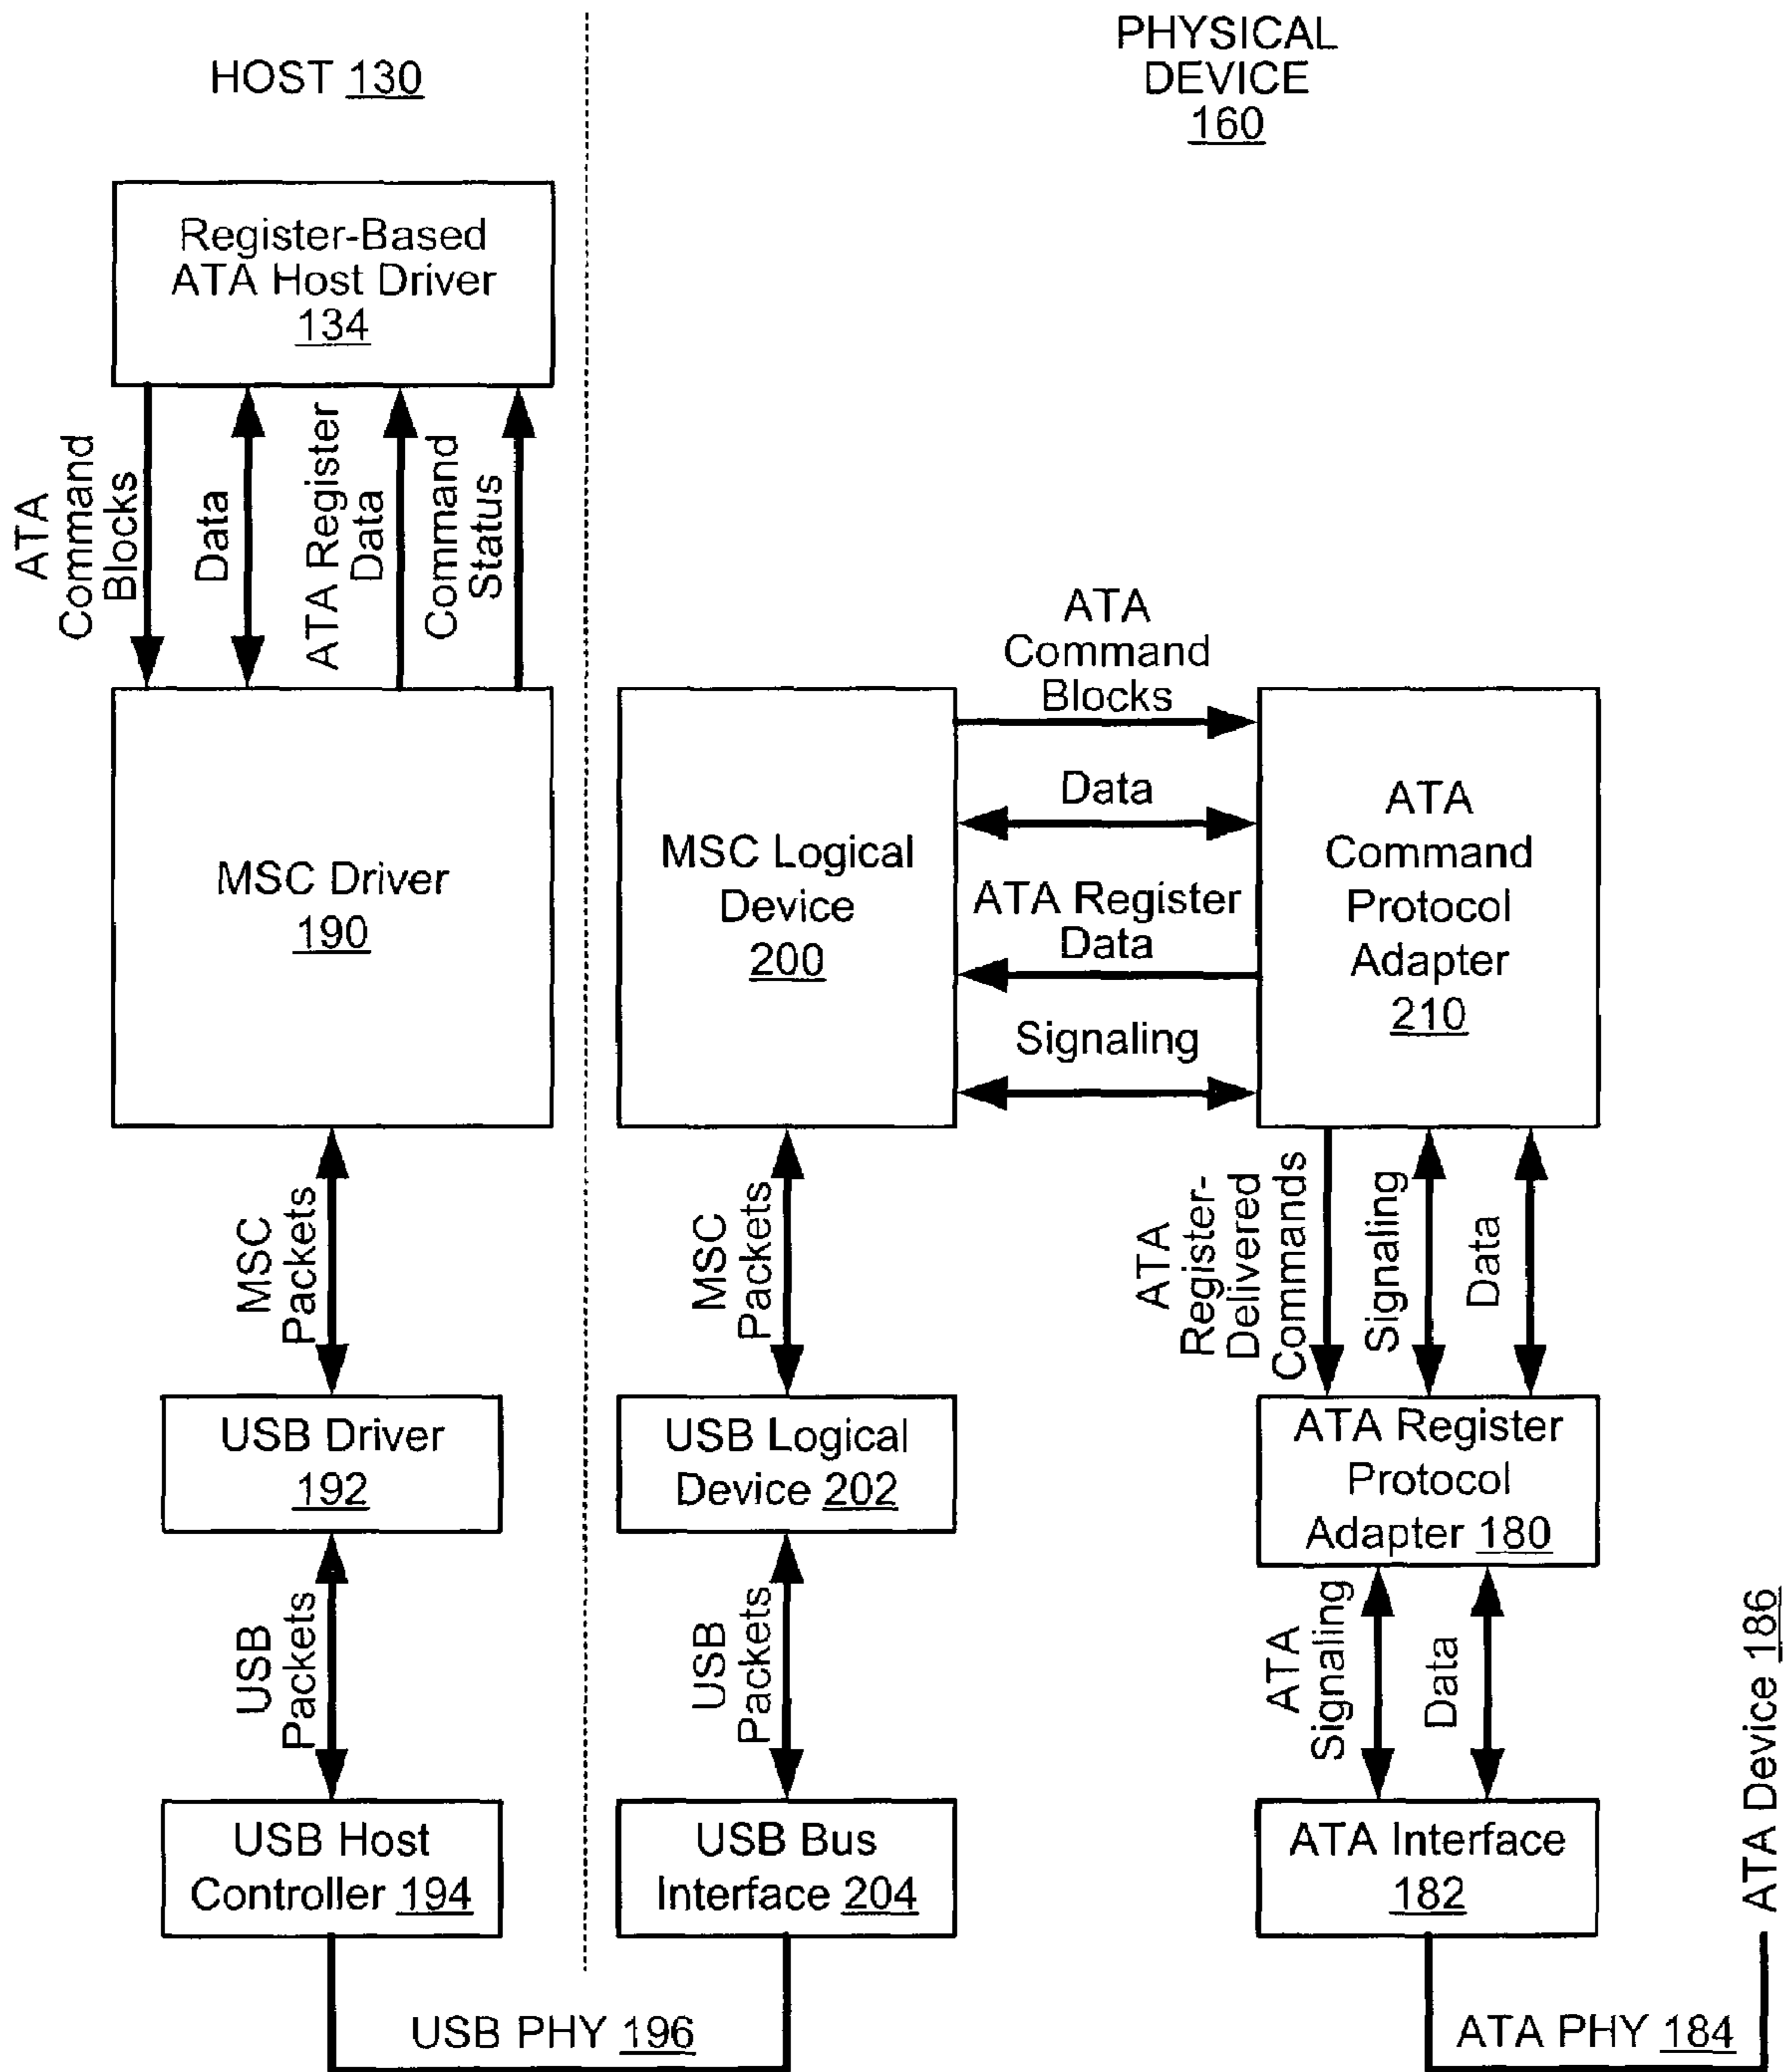 HOST 130
PHYSICAL
DEVICE
160
Register-Based
ATA Host Driver
134
ATA
Command
Blocks
Data
ATA Register
Data
Command
Status
MSC Driver
190
MSC
Packets
USB Driver
192
USB
Packets
USB Host
Controller 194
USB PHY 196
MSC Logical
Device
200
ATA
Command
Blocks
Data
ATA Register
Data
Signaling
ATA
Command
Protocol
Adapter
210
MSC
Packets
USB Logical
Device 202
USB
Packets
USB Bus
Interface 204
ATA
Register-
Delivered
Commands
Signaling
Data
ATA Register
Protocol
Adapter 180
ATA
Signaling
Data
ATA Interface
182
ATA PHY 184
ATA Device 186